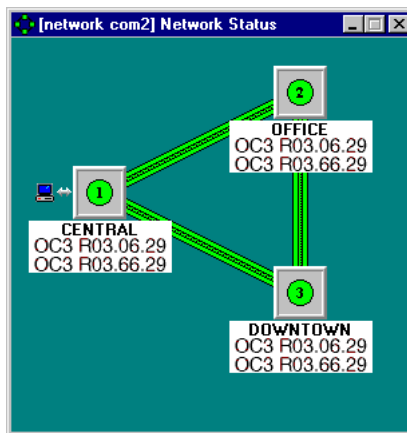 [network com2] Network Status
2
OFFICE
OC3 R03.06.29
OC3 R03.66.29
1
CENTRAL
OC3 R03.06.29
OC3 R03.66.29
3
DOWNTOWN
OC3 R03.06.29
OC3 R03.66.29